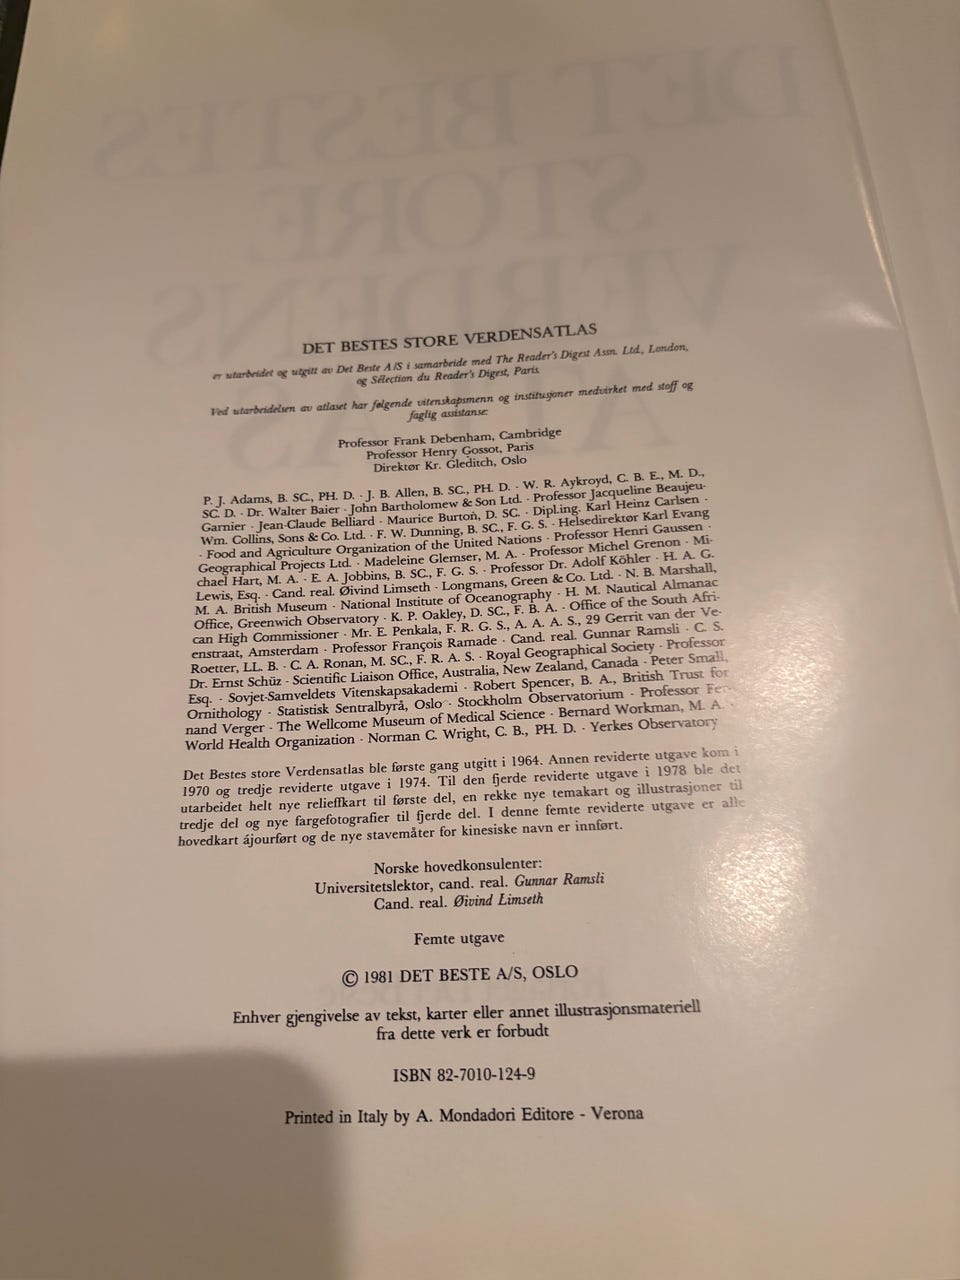 DET BESTES
STORE
VERDENS
ATLAS
DET BESTES STORE VERDENSATLAS
er utarbeidet og utgitt av Det Beste A/S i samarbeide med The Reader's Digest Assn. Ltd., London,
og Sélection du Reader's Digest, Paris
Ved utarbeidelsen av atlaset har følgende vitenskapsmenn og institusjoner medvirket med stoff og
faglig assistanse:
Professor Frank Debenham, Cambridge
Professor Henry Gossot, Paris
Direktør Kr. Gleditch, Oslo
P. J. Adams, B. SC., PH. D. · J. B. Allen, B. SC., PH. D. · W. R. Aykroyd, C. B. E., M. D.,
SC. D. · Dr. Walter Baier · John Bartholomew & Son Ltd. · Professor Jacqueline Beaujeu-
Garnier · Jean-Claude Belliard · Maurice Burton, D. SC. · Dipl.ing. Karl Heinz Carlsen ·
Wm. Collins, Sons & Co. Ltd. · F. W. Dunning, B. SC., F. G. S. · Helsedirektør Karl Evang
· Food and Agriculture Organization of the United Nations · Professor Henri Gaussen ·
Geographical Projects Ltd. · Madeleine Glemser, M. A. · Professor Michel Grenon · Mi-
chael Hart, M. A. · E. A. Jobbins, B. SC., F. G. S. · Professor Dr. Adolf Köhler · H. A. G.
Lewis, Esq. · Cand. real. Øivind Limseth · Longmans, Green & Co. Ltd. · N. B. Marshall,
M. A. British Museum · National Institute of Oceanography · H. M. Nautical Almanac
Office, Greenwich Observatory · K. P. Oakley, D. SC., F. B. A. · Office of the South Afri-
can High Commissioner · Mr. E. Penkala, F. R. G. S., A. A. A. S., 29 Gerrit van der Ve-
enstraat, Amsterdam · Professor François Ramade · Cand. real. Gunnar Ramsli · C. S.
Roetter, LL. B. · C. A. Ronan, M. SC., F. R. A. S. · Royal Geographical Society · Professor
Dr. Ernst Schüz · Scientific Liaison Office, Australia, New Zealand, Canada · Peter Small,
Esq. · Sovjet-Samveldets Vitenskapsakademi · Robert Spencer, B. A., British Trust for
Ornithology · Statistisk Sentralbyrå, Oslo · Stockholm Observatorium · Professor Fer-
nand Verger · The Wellcome Museum of Medical Science · Bernard Workman, M. A. ·
World Health Organization · Norman C. Wright, C. B., PH. D. · Yerkes Observatory
Det Bestes store Verdensatlas ble første gang utgitt i 1964. Annen reviderte utgave kom i
1970 og tredje reviderte utgave i 1974. Til den fjerde reviderte utgave i 1978 ble det
utarbeidet helt nye relieffkart til første del, en rekke nye temakart og illustrasjoner til
tredje del og nye fargefotografier til fjerde del. I denne femte reviderte utgave er alle
hovedkart ájourført og de nye stavemåter for kinesiske navn er innført.
Norske hovedkonsulenter:
Universitetslektor, cand. real. Gunnar Ramsli
Cand. real. Øivind Limseth
Femte utgave
© 1981 DET BESTE A/S, OSLO
Enhver gjengivelse av tekst, karter eller annet illustrasjonsmateriell
fra dette verk er forbudt
ISBN 82-7010-124-9
Printed in Italy by A. Mondadori Editore - Verona